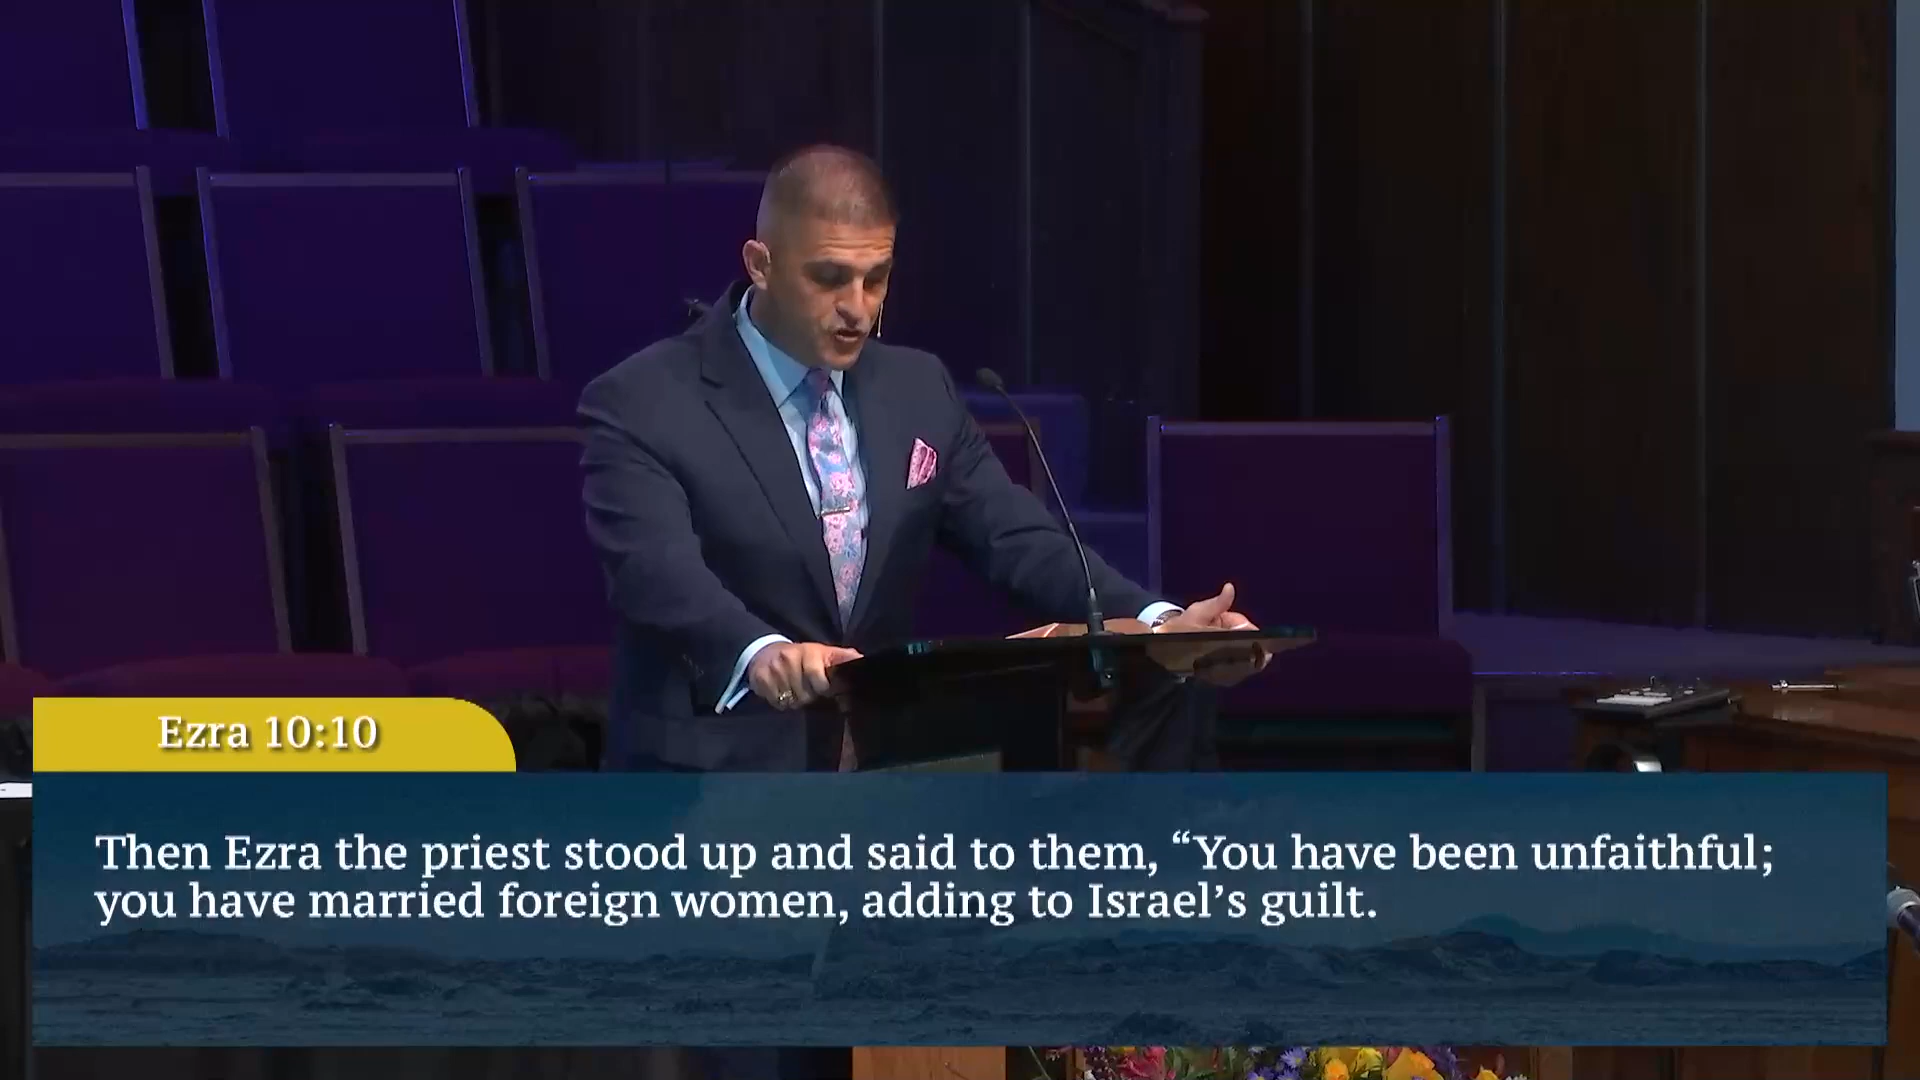 Ezra 10:10
Then Ezra the priest stood up and said to them, “You have been unfaithful;
you have married foreign women, adding to Israel’s guilt.